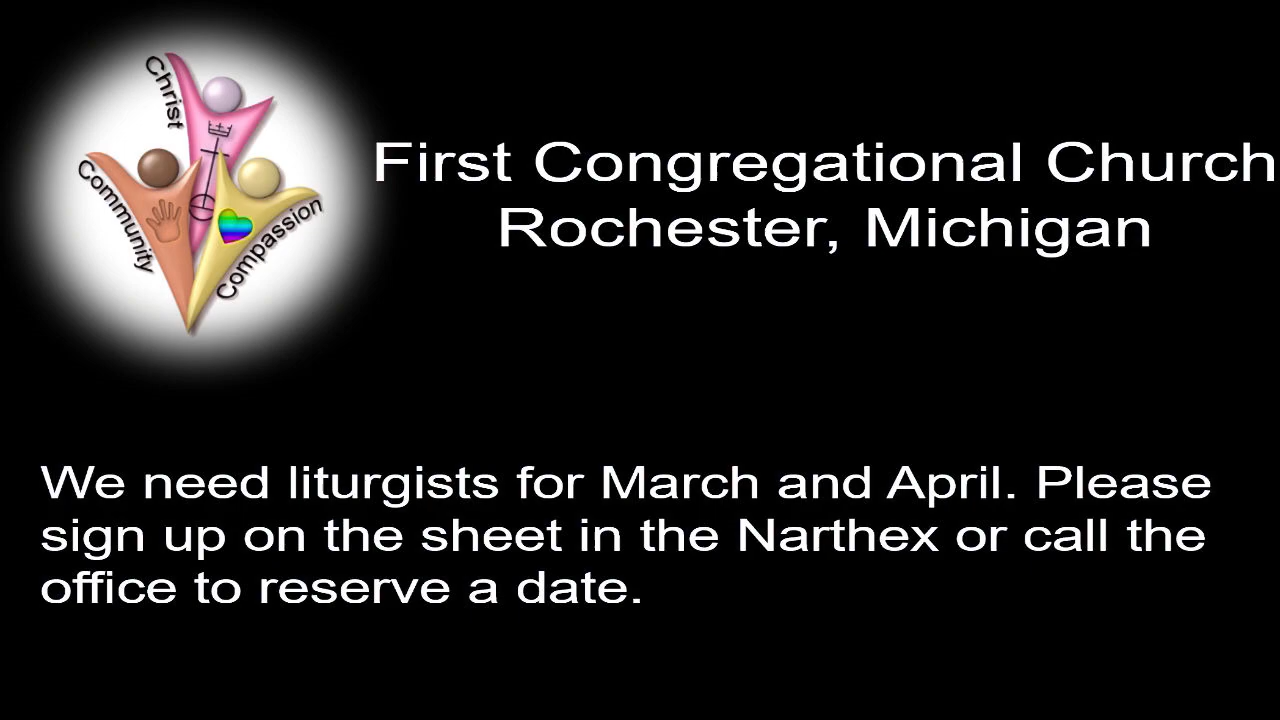 Christ
Community
Compassion
First Congregational Church
Rochester, Michigan
We need liturgists for March and April. Please
sign up on the sheet in the Narthex or call the
office to reserve a date.